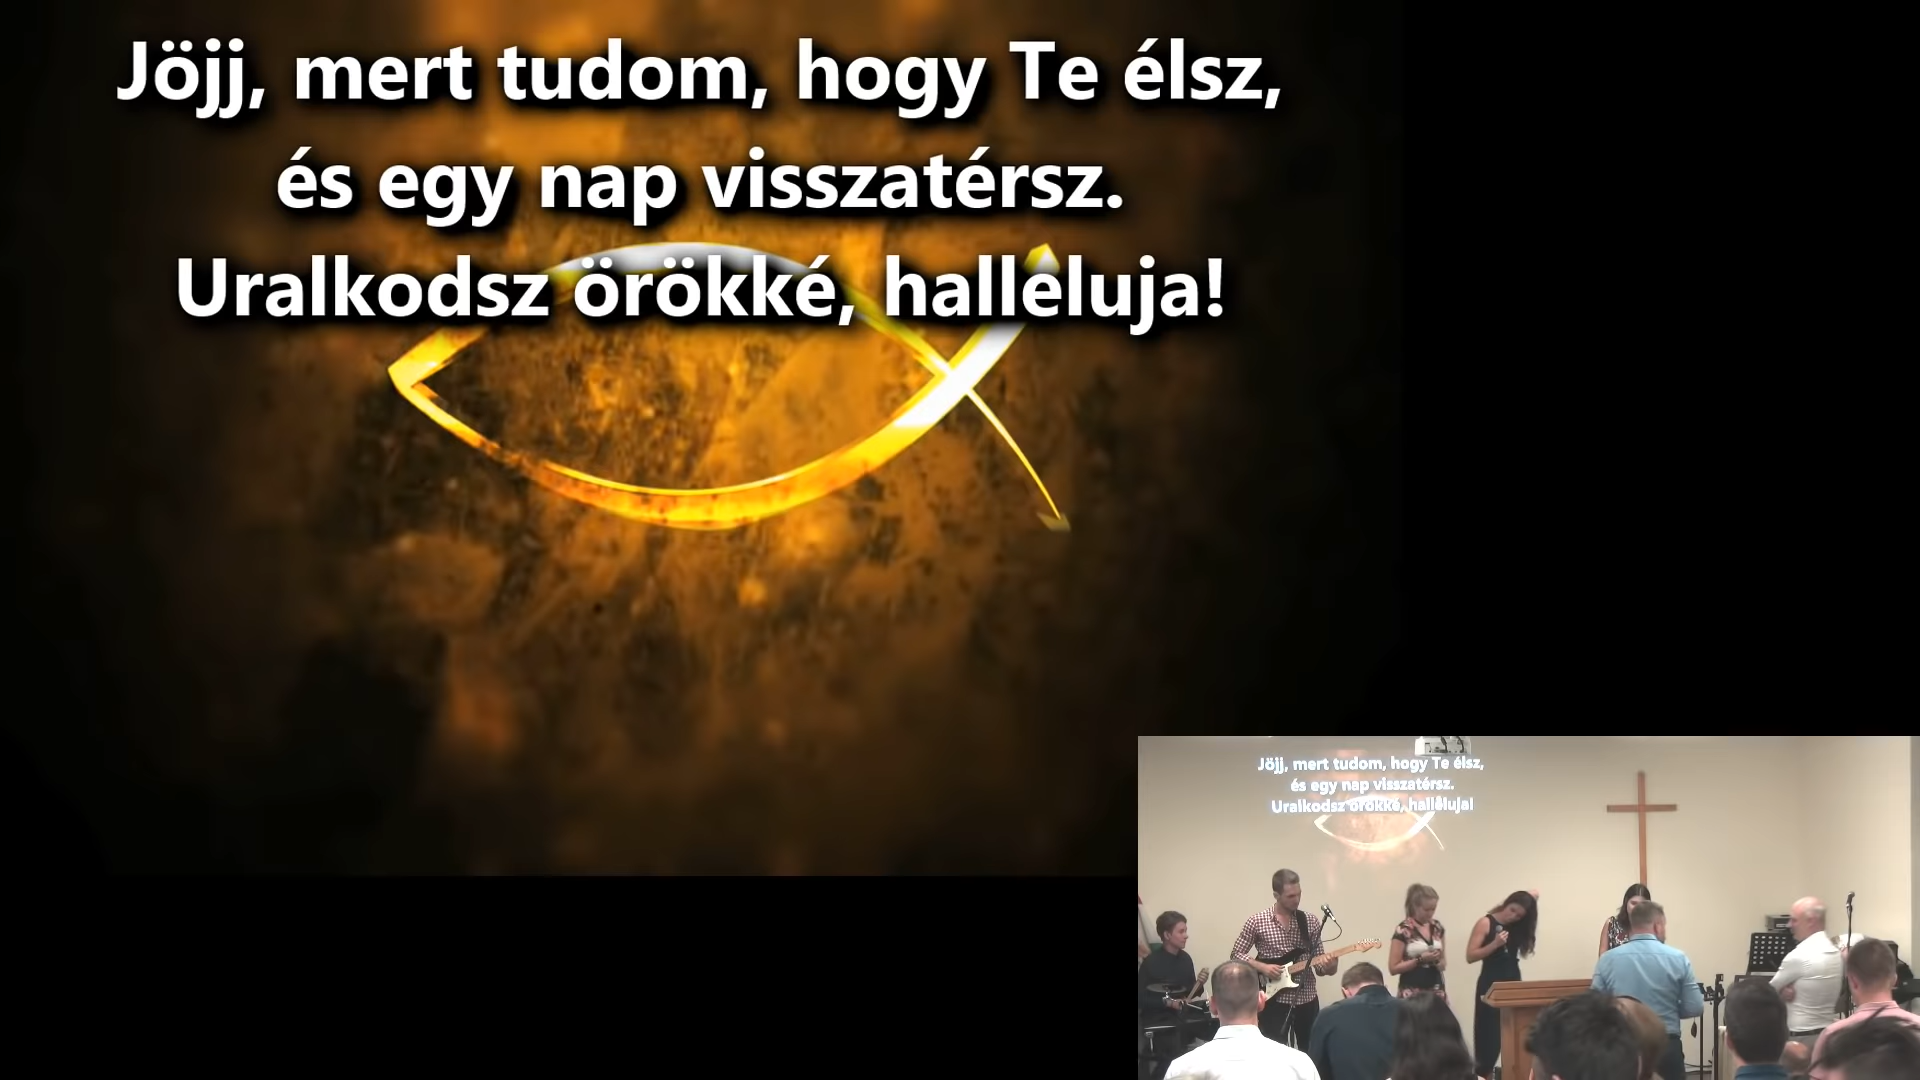 Jöjj, mert tudom, hogy Te élsz,
és egy nap visszatérsz.
Uralkodsz örökké, halleluja!
Jöjj, mert tudom, hogy Te élsz,
és egy nap visszatérsz.
Uralkodsz örökké, halleluja!